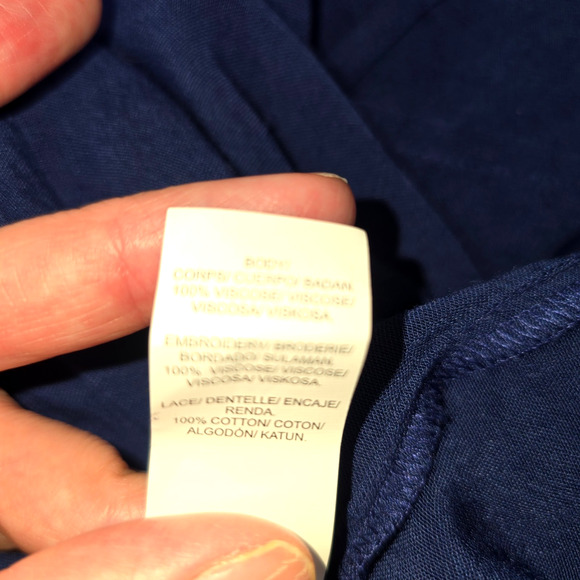 BODY/
CORPS/ CUERPO/ BADAN.
100% VISCOSE/ VISCOSE/
VISCOSA/ VISKOSA.
EMBROIDERY/ BRODERIE/
BORDADO/ SULAMAN.
100% VISCOSE/ VISCOSE/
VISCOSA/ VISKOSA.
LACE/ DENTELLE/ ENCAJE/
RENDA.
100% COTTON/ COTON/
ALGODÓN/ KATUN.